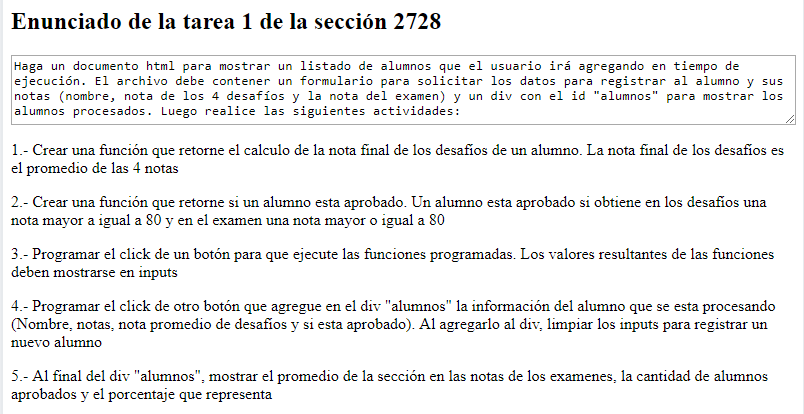 Enunciado de la tarea 1 de la sección 2728
Haga un documento html para mostrar un listado de alumnos que el usuario irá agregando en tiempo de
ejecución. El archivo debe contener un formulario para solicitar los datos para registrar al alumno y sus
notas (nombre, nota de los 4 desafíos y la nota del examen) y un div con el id "alumnos" para mostrar los
alumnos procesados. Luego realice las siguientes actividades:
1.- Crear una función que retorne el calculo de la nota final de los desafíos de un alumno. La nota final de los desafíos es
el promedio de las 4 notas
2.- Crear una función que retorne si un alumno esta aprobado. Un alumno esta aprobado si obtiene en los desafíos una
nota mayor a igual a 80 y en el examen una nota mayor o igual a 80
3.- Programar el click de un botón para que ejecute las funciones programadas. Los valores resultantes de las funciones
deben mostrarse en inputs
4.- Programar el click de otro botón que agregue en el div "alumnos" la información del alumno que se esta procesando
(Nombre, notas, nota promedio de desafíos y si esta aprobado). Al agregarlo al div, limpiar los inputs para registrar un
nuevo alumno
5.- Al final del div "alumnos", mostrar el promedio de la sección en las notas de los examenes, la cantidad de alumnos
aprobados y el porcentaje que representa